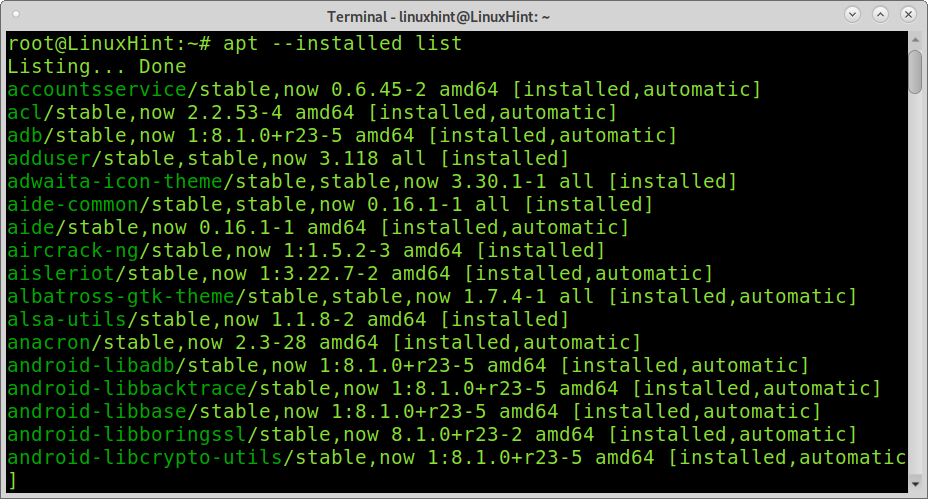 Terminal - linuxhint@LinuxHint: ~
root@LinuxHint:~# apt --installed list
Listing... Done
accountsservice/stable,now 0.6.45-2 amd64 [installed,automatic]
acl/stable,now 2.2.53-4 amd64 [installed,automatic]
adb/stable,now 1:8.1.0+r23-5 amd64 [installed,automatic]
adduser/stable,stable,now 3.118 all [installed]
adwaita-icon-theme/stable,stable,now 3.30.1-1 all [installed]
aide-common/stable,stable,now 0.16.1-1 all [installed]
aide/stable,now 0.16.1-1 amd64 [installed,automatic]
aircrack-ng/stable,now 1:1.5.2-3 amd64 [installed]
aisleriot/stable,now 1:3.22.7-2 amd64 [installed,automatic]
albatross-gtk-theme/stable,stable,now 1.7.4-1 all [installed,automatic]
alsa-utils/stable,now 1.1.8-2 amd64 [installed]
anacron/stable,now 2.3-28 amd64 [installed,automatic]
android-libadb/stable,now 1:8.1.0+r23-5 amd64 [installed,automatic]
android-libbacktrace/stable,now 1:8.1.0+r23-5 amd64 [installed,automatic]
android-libbase/stable,now 1:8.1.0+r23-5 amd64 [installed,automatic]
android-libboringssl/stable,now 8.1.0+r23-2 amd64 [installed,automatic]
android-libcrypto-utils/stable,now 1:8.1.0+r23-5 amd64 [installed,automatic
]